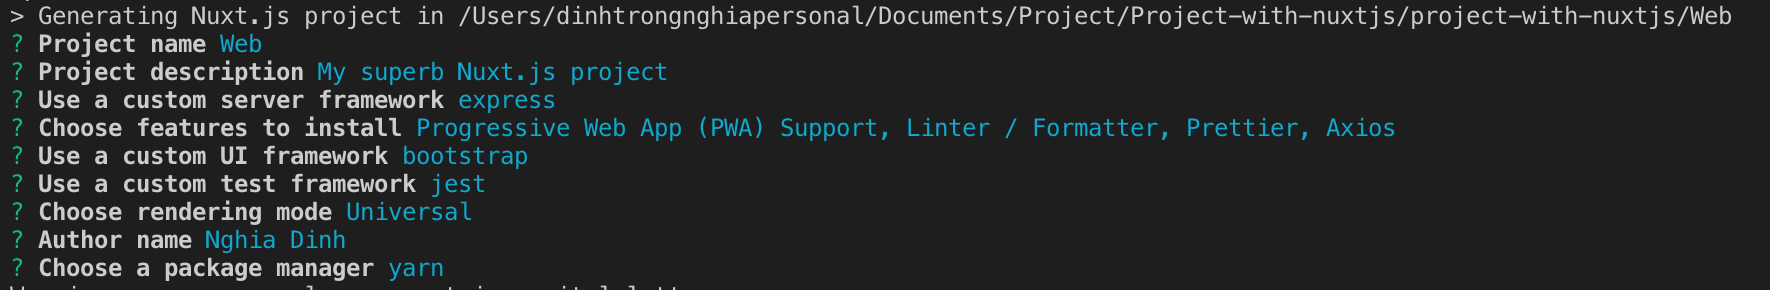 > Generating Nuxt.js project in /Users/dinhtrongnghiapersonal/Documents/Project/Project-with-nuxtjs/project-with-nuxtjs/Web
? Project name Web
? Project description My superb Nuxt.js project
? Use a custom server framework express
? Choose features to install Progressive Web App (PWA) Support, Linter / Formatter, Prettier, Axios
? Use a custom UI framework bootstrap
? Use a custom test framework jest
? Choose rendering mode Universal
? Author name Nghia Dinh
? Choose a package manager yarn